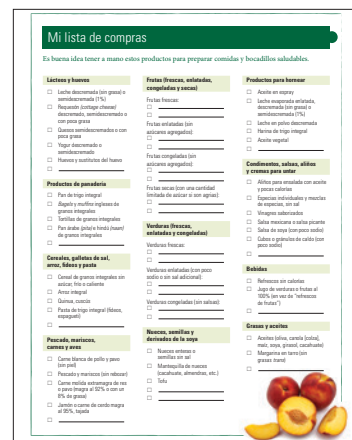 Mi lista de compras
Es buena idea tener a mano estos productos para preparar comidas y bocadillos saludables.
Lácteos y huevos
Leche descremada (sin grasa) o
semidescremada (1%)
Requesón (cottage cheese)
descremado, semidescremado o
con poca grasa
Quesos semidescremados o con
poca grasa
Yogur descremado o
semidescremado
Huevos y sustitutos del huevo
Productos de panadería
Pan de trigo integral
Bagels y muffins ingleses de
granos integrales
Tortillas de granos integrales
Pan árabe (pita) e hindú (naan)
de granos integrales
Cereales, galletas de sal,
arroz, fideos y pasta
Cereal de granos integrales sin
azúcar, frío o caliente
Arroz integral
Quinua, cuscús
Pasta de trigo integral (fideos,
espagueti)
Pescado, mariscos,
carnes y aves
Carne blanca de pollo y pavo
(sin piel)
Pescado y mariscos (sin rebozar)
Carne molida extramagra de res
o pavo (magra al 92% o con un
8% de grasa)
Jamón o carne de cerdo magra
al 95%, tajada
Frutas (frescas, enlatadas,
congeladas y secas)
Frutas frescas:
Frutas enlatadas (sin
azúcares agregados):
Frutas congeladas (sin
azúcares agregados):
Frutas secas (con una cantidad
limitada de azúcar si son agrias):
Verduras (frescas,
enlatadas y congeladas)
Verduras frescas:
Verduras enlatadas (con poco
sodio o sin sal adicional):
Verduras congeladas (sin salsas):
Nueces, semillas y
derivados de la soya
Nueces enteras o
semillas sin sal
Mantequilla de nueces
(cacahuate, almendras, etc.)
Tofu
Productos para hornear
Aceite en espray
Leche evaporada enlatada,
descremada (sin grasa) o
semidescremada (1%)
Leche en polvo descremada
Harina de trigo integral
Aceite vegetal
Condimentos, salsas, aliños
y cremas para untar
Aliños para ensalada con aceite
y pocas calorías
Especias individuales y mezclas
de especias, sin sal
Vinagres saborizados
Salsa mexicana o salsa picante
Salsa de soya (con poco sodio)
Cubos o gránulos de caldo (con
poco sodio)
Bebidas
Refrescos sin calorías
Jugo de verduras o frutas al
100% (en vez de "refrescos
de frutas")
Grasas y aceites
Aceites (oliva, canola [colza],
maíz, soya, girasol, cacahuate)
Margarina en tarro (sin
grasas trans)